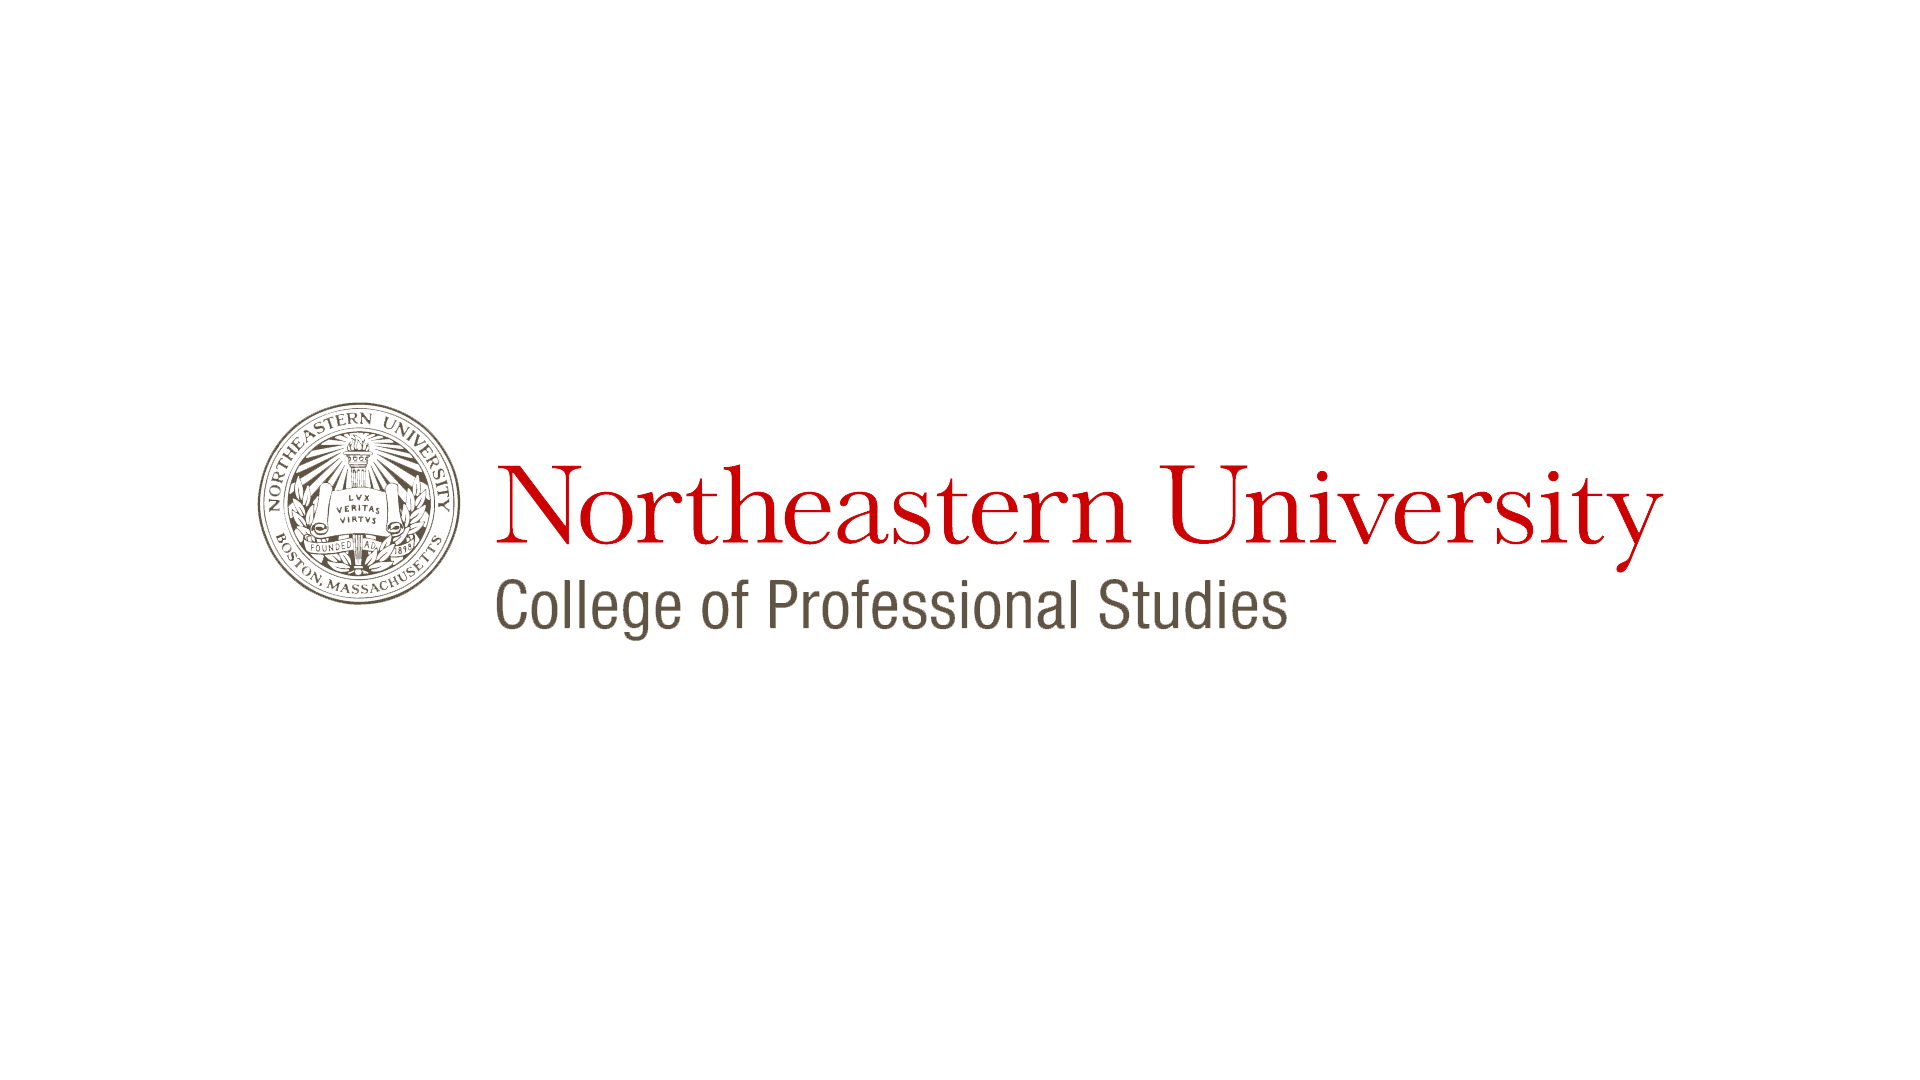 NORTHEASTERN UNIVERSITY
LVX
VERITAS
VIRTVS
FOUNDED A.D. 1898
BOSTON, MASSACHUSETTS
Northeastern University
College of Professional Studies